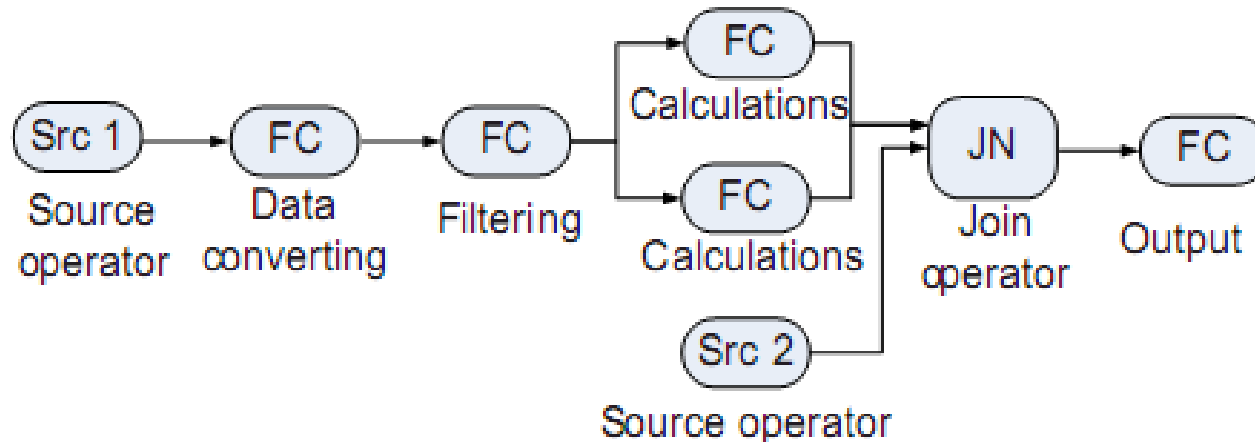 Src 1
Source
operator
FC
Data
converting
FC
Filtering
FC
Calculations
FC
Calculations
Src 2
Source operator
JN
Join
operator
FC
Output